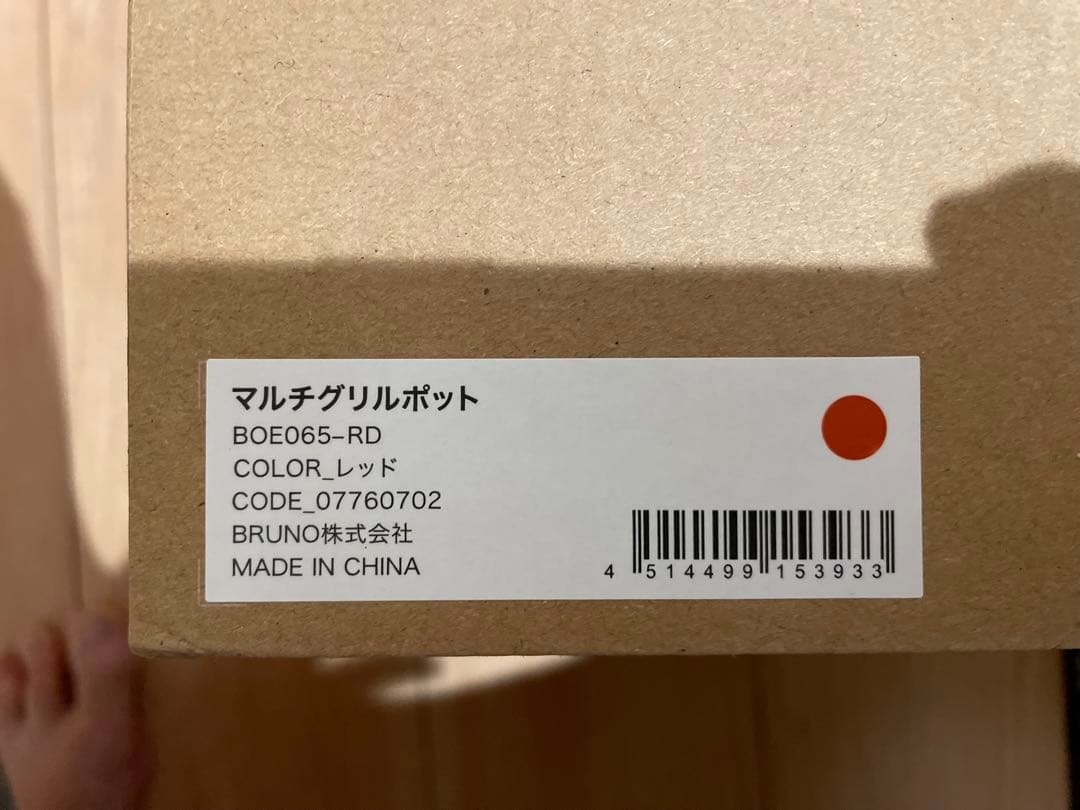 マルチグリルポット
BOE065-RD
COLOR_レッド
CODE_07760702
BRUNO株式会社
MADE IN CHINA
4 514499 153933